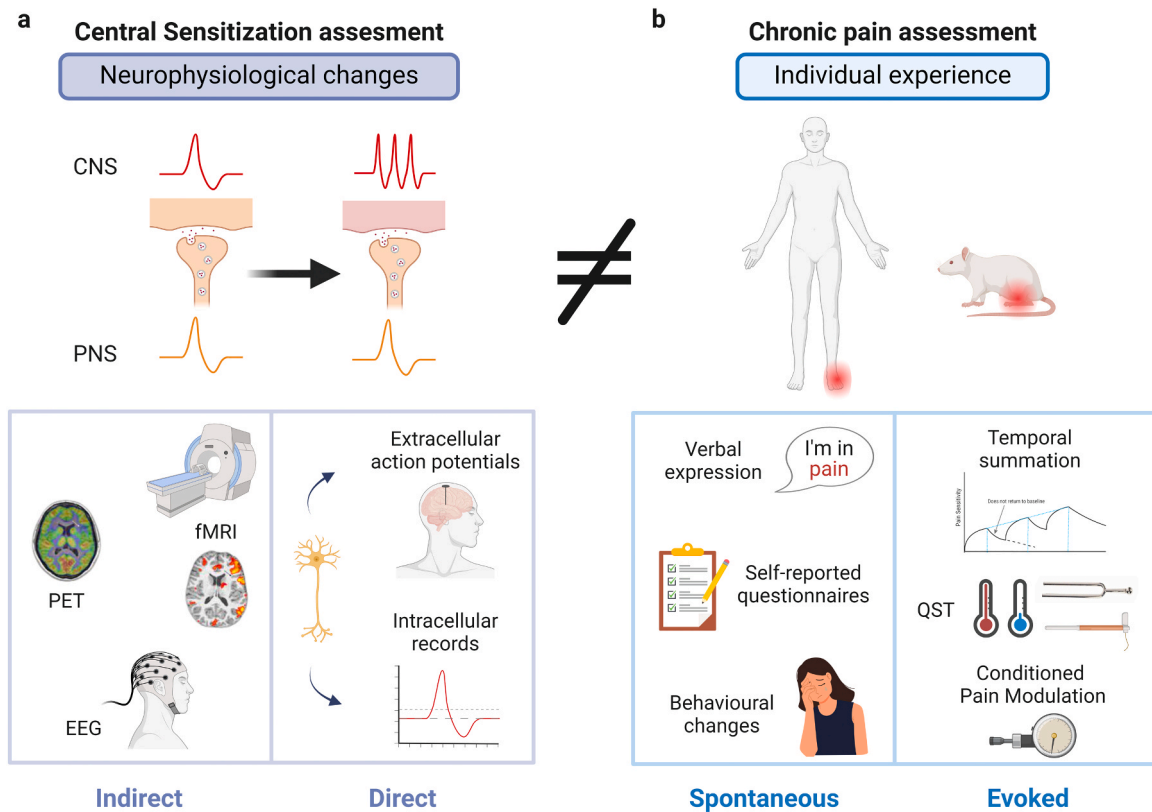 a
Central Sensitization assesment
Neurophysiological changes
CNS
PNS
PET
fMRI
EEG
Extracellular
action potentials
Intracellular
records
Indirect
Direct
≠
b
Chronic pain assessment
Individual experience
Verbal
expression
I'm in
pain
Self-reported
questionnaires
Behavioural
changes
Temporal
summation
Pain Sensitivity
Does not return to baseline
QST
Conditioned
Pain Modulation
Spontaneous
Evoked